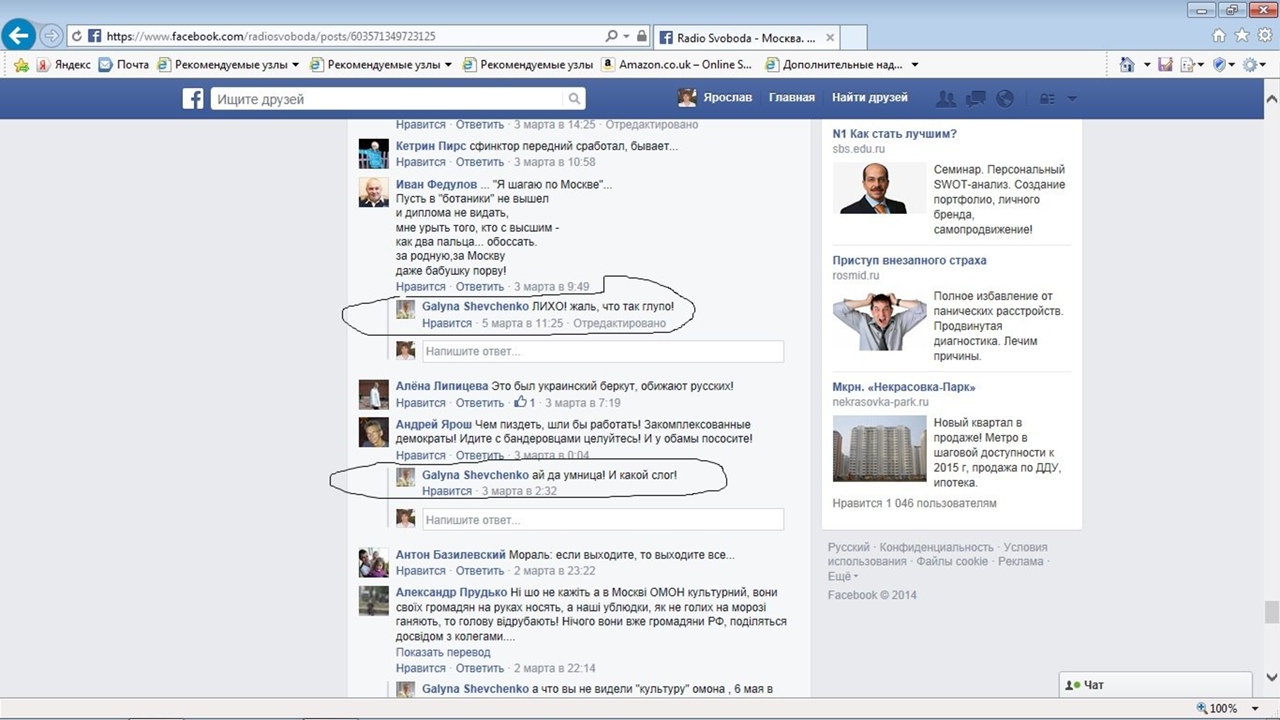 https://www.facebook.com/radiosvoboda/posts/603571349723125
Radio Svoboda - Москва. ...
Яндекс Почта Рекомендуемые узлы Рекомендуемые узлы Рекомендуемые узлы Amazon.co.uk – Online S... Дополнительные над...
Ищите друзей
Ярослав Главная Найти друзей
Нравится · Ответить · 3 марта в 14:25 · Отредактировано
Кетрин Пирс сфинктор передний сработал, бывает...
Нравится · Ответить · 3 марта в 10:58
Иван Федулов ... "Я шагаю по Москве"...
Пусть в "ботаники" не вышел
и диплома не видать,
мне урыть того, кто с высшим -
как два пальца... обоссать.
за родную,за Москву
даже бабушку порву!
Нравится · Ответить · 3 марта в 9:49
Galyna Shevchenko ЛИХО! жаль, что так глупо!
Нравится · 5 марта в 11:25 · Отредактировано
Напишите ответ...
Алёна Липицева Это был украинский беркут, обижают русских!
Нравится · Ответить · 1 · 3 марта в 7:19
Андрей Ярош Чем пиздеть, шли бы работать! Закомплексованные
демократы! Идите с бандеровцами целуйтесь! И у обамы пососите!
Нравится · Ответить · 3 марта в 0:04
Galyna Shevchenko ай да умница! И какой слог!
Нравится · 3 марта в 2:32
Напишите ответ...
Антон Базилевский Мораль: если выходите, то выходите все...
Нравится · Ответить · 2 марта в 23:22
Александр Прудько Ні шо не кажіть а в Москві ОМОН культурний, вони
своїх громадян на руках носять, а наші ублюдки, як не голих на морозі
ганяють, то голову відрубають! Нічого вони вже громадяни РФ, поділяться
досвідом з колегами....
Показать перевод
Нравится · Ответить · 2 марта в 22:14
Galyna Shevchenko а что вы не видели "культуру" омона , 6 мая в
N1 Как стать лучшим?
sbs.edu.ru
Семинар. Персональный
SWOT-анализ. Создание
портфолио, личного
бренда,
самопродвижение!
Приступ внезапного страха
rosmid.ru
Полное избавление от
панических расстройств.
Продвинутая
диагностика. Лечим
причины.
Мкрн. «Некрасовка-Парк»
nekrasovka-park.ru
Новый квартал в
продаже! Метро в
шаговой доступности к
2015 г, продажа по ДДУ,
ипотека.
Нравится 1 046 пользователям
Русский · Конфиденциальность · Условия
использования · Файлы cookie · Реклама ·
Ещё
Facebook © 2014
Чат
100%